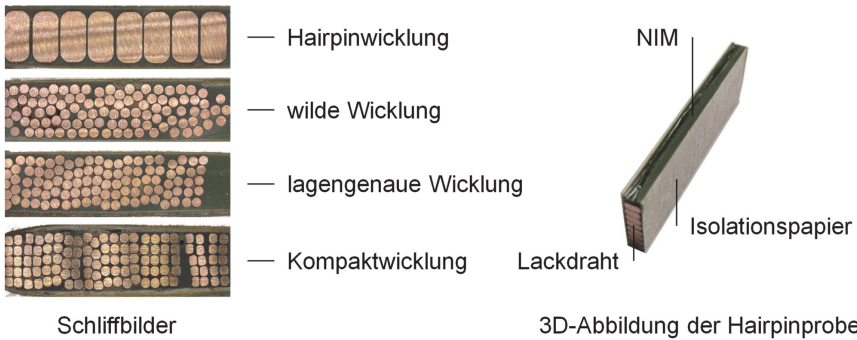 Hairpinwicklung
wilde Wicklung
lagengenaue Wicklung
Kompaktwicklung
Schliffbilder
NIM
Isolationspapier
Lackdraht
3D-Abbildung der Hairpinprobe